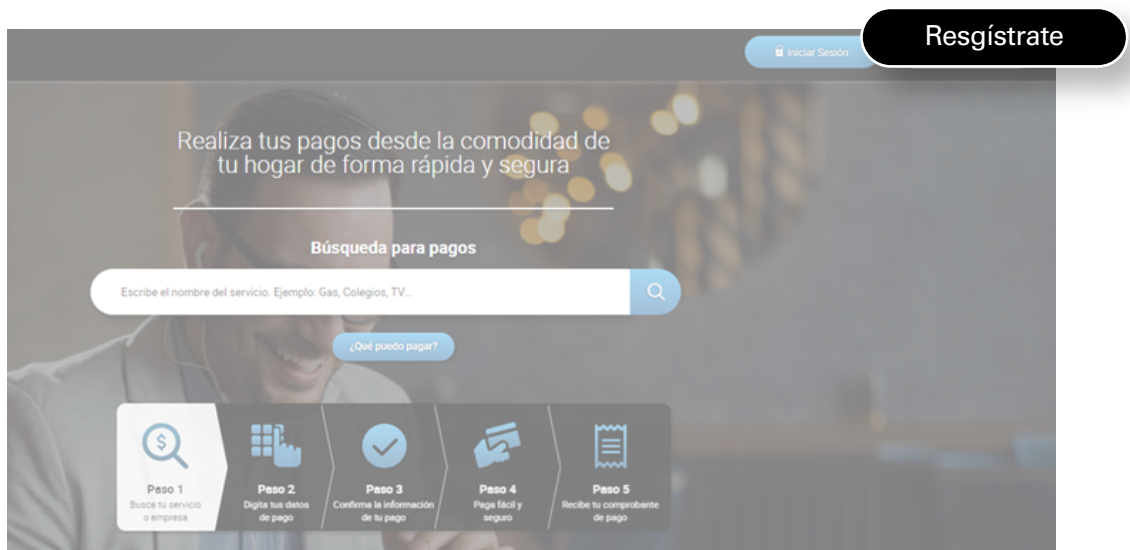 Resgístrate
Iniciar Sesión
Realiza tus pagos desde la comodidad de
tu hogar de forma rápida y segura
Búsqueda para pagos
Escribe el nombre del servicio. Ejemplo: Gas, Colegios, TV...
¿Qué puedo pagar?
Paso 1
Busca tu servicio
o empresa
Paso 2
Digita tus datos
de pago
Paso 3
Confirma la información
de tu pago
Paso 4
Paga fácil y
seguro
Paso 5
Recibe tu comprobante
de pago